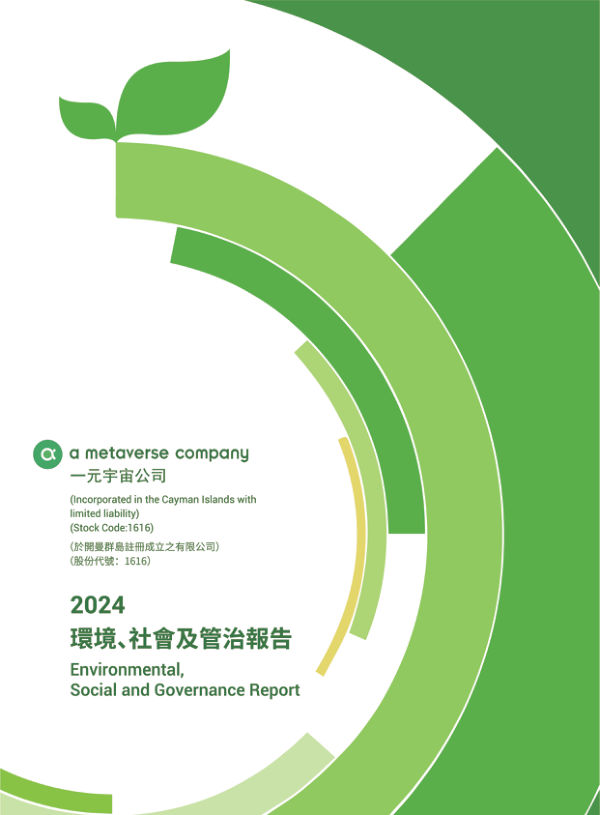 a metaverse company
一元宇宙公司
(Incorporated in the Cayman Islands with
limited liability)
(Stock Code:1616)
（於開曼群島註冊成立之有限公司）
（股份代號：1616）
2024
環境、社會及管治報告
Environmental,
Social and Governance Report